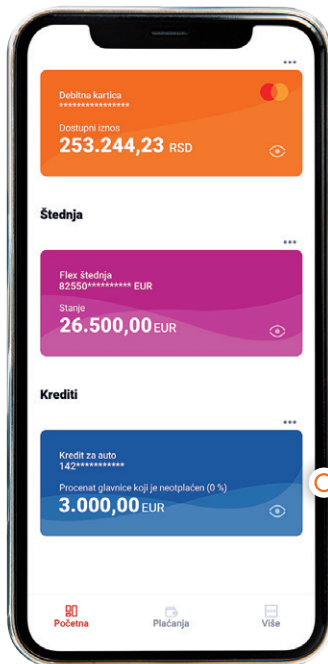 Debitna kartica
****************
Dostupni iznos
253.244,23 RSD
Štednja
Flex štednja
82550********** EUR
Stanje
26.500,00 EUR
Krediti
Kredit za auto
142***********
Procenat glavnice koji je neotplaćen (0 %)
3.000,00 EUR
Početna
Plaćanja
Više